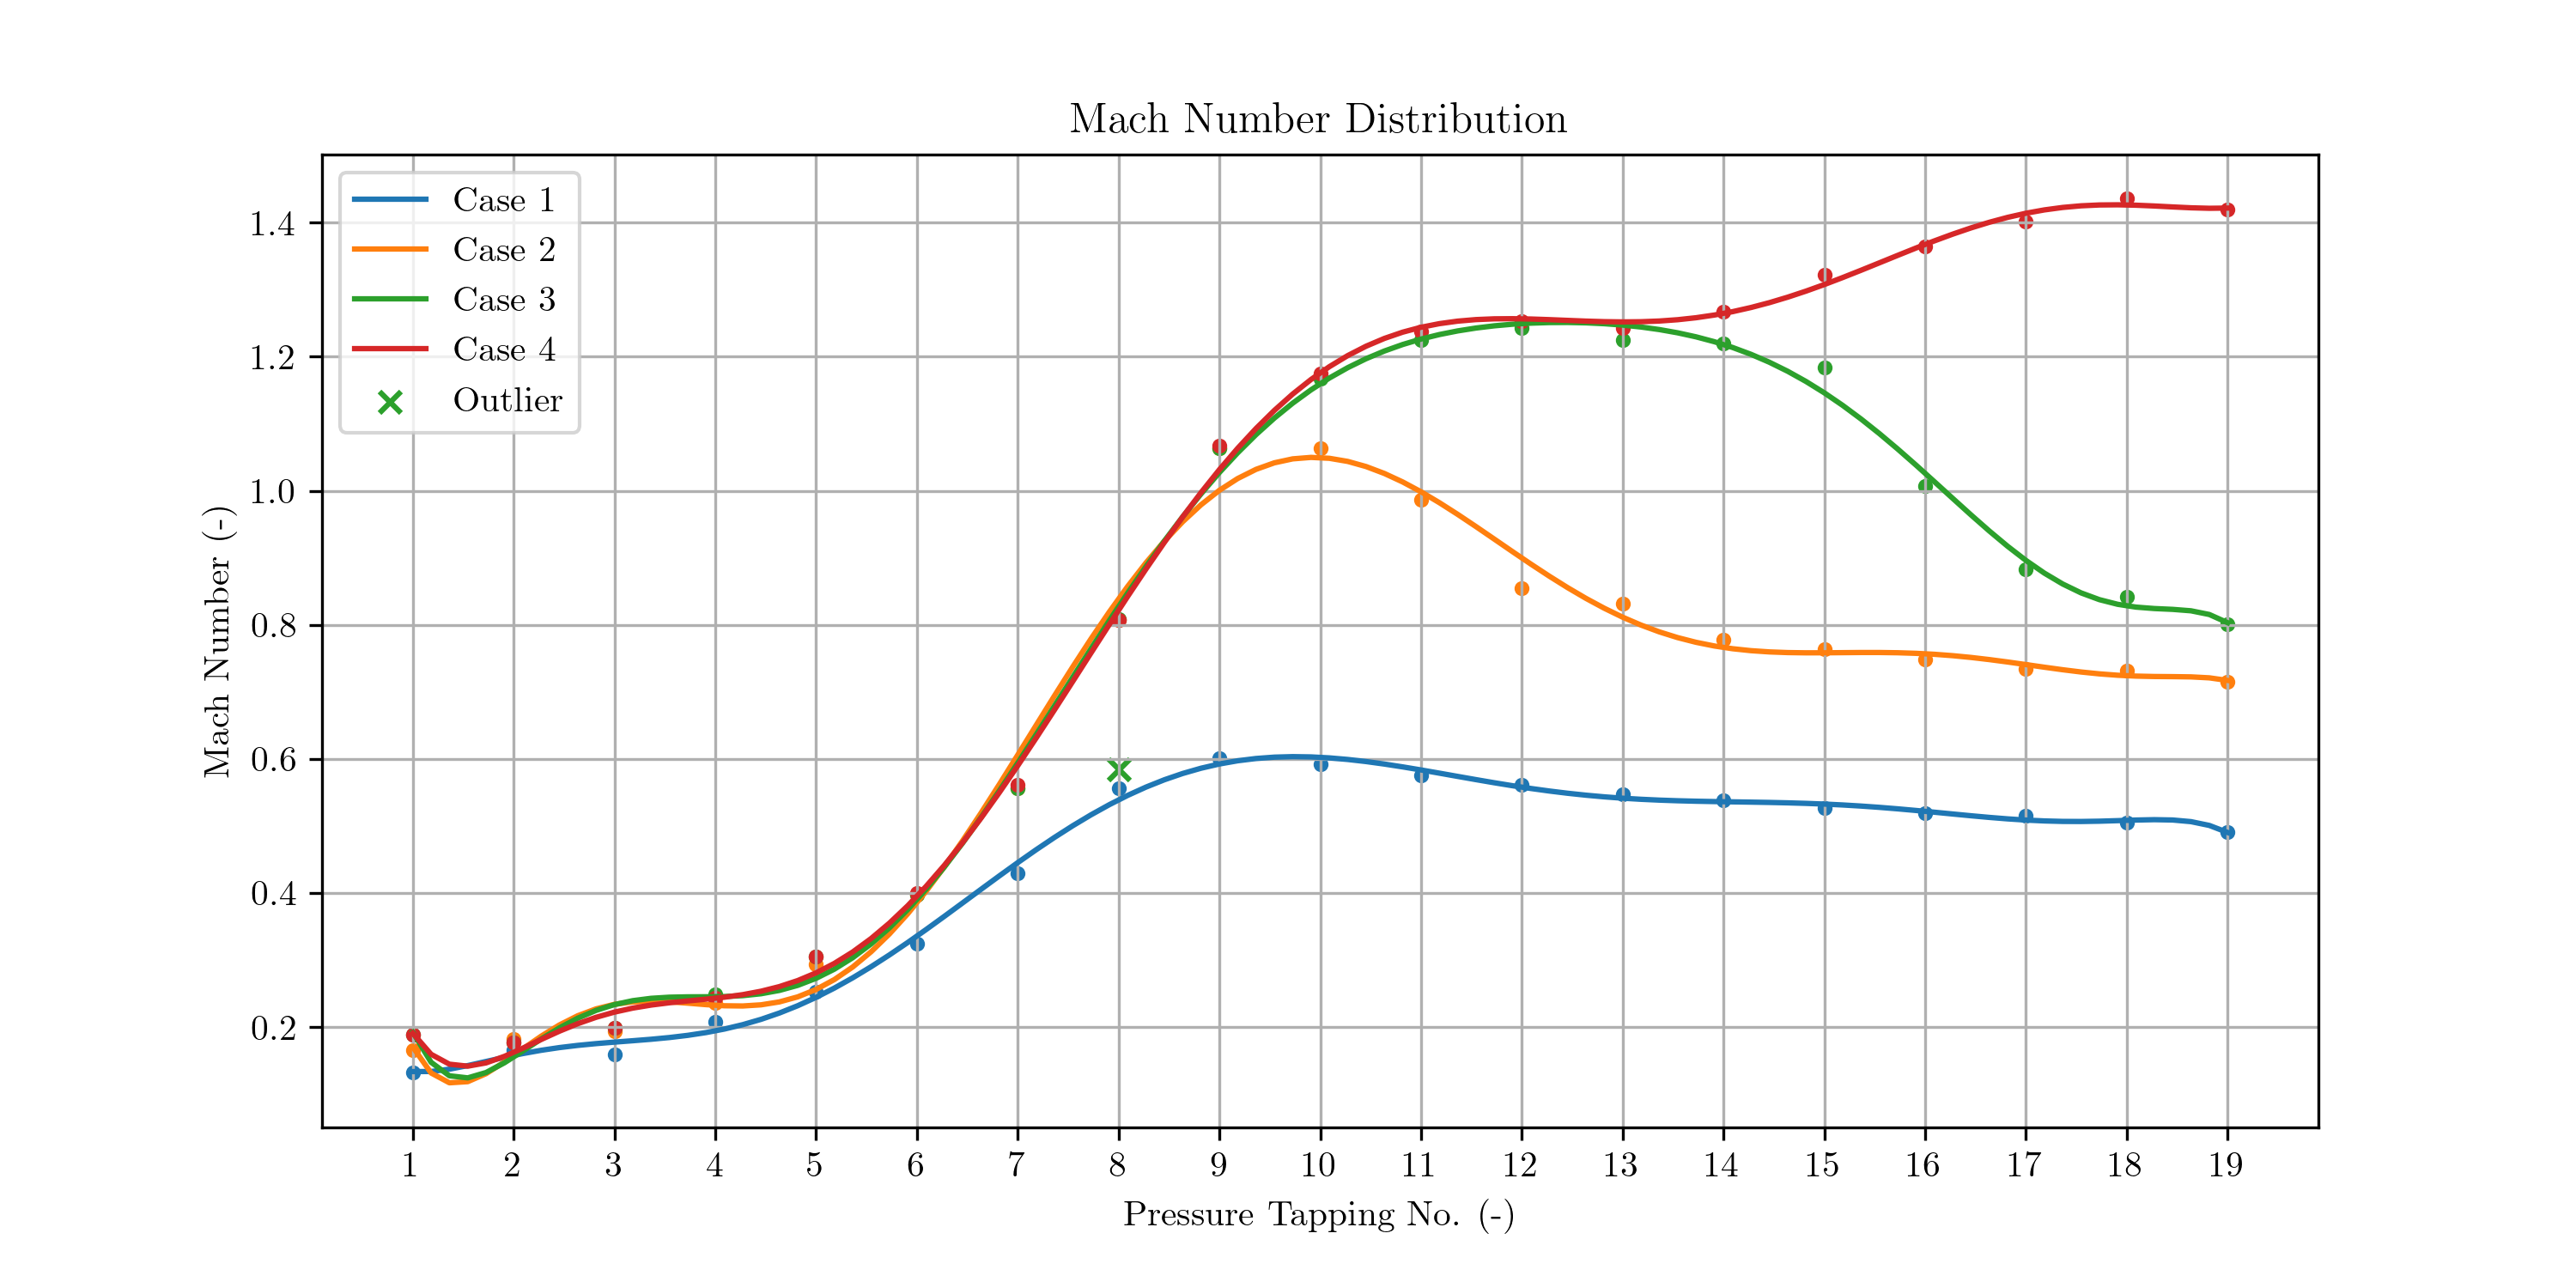 Mach Number Distribution
Case 1
Case 2
Case 3
Case 4
Outlier
1.4
1.2
1.0
0.8
0.6
0.4
0.2
Mach Number (-)
1 2 3 4 5 6 7 8 9 10 11 12 13 14 15 16 17 18 19
Pressure Tapping No. (-)